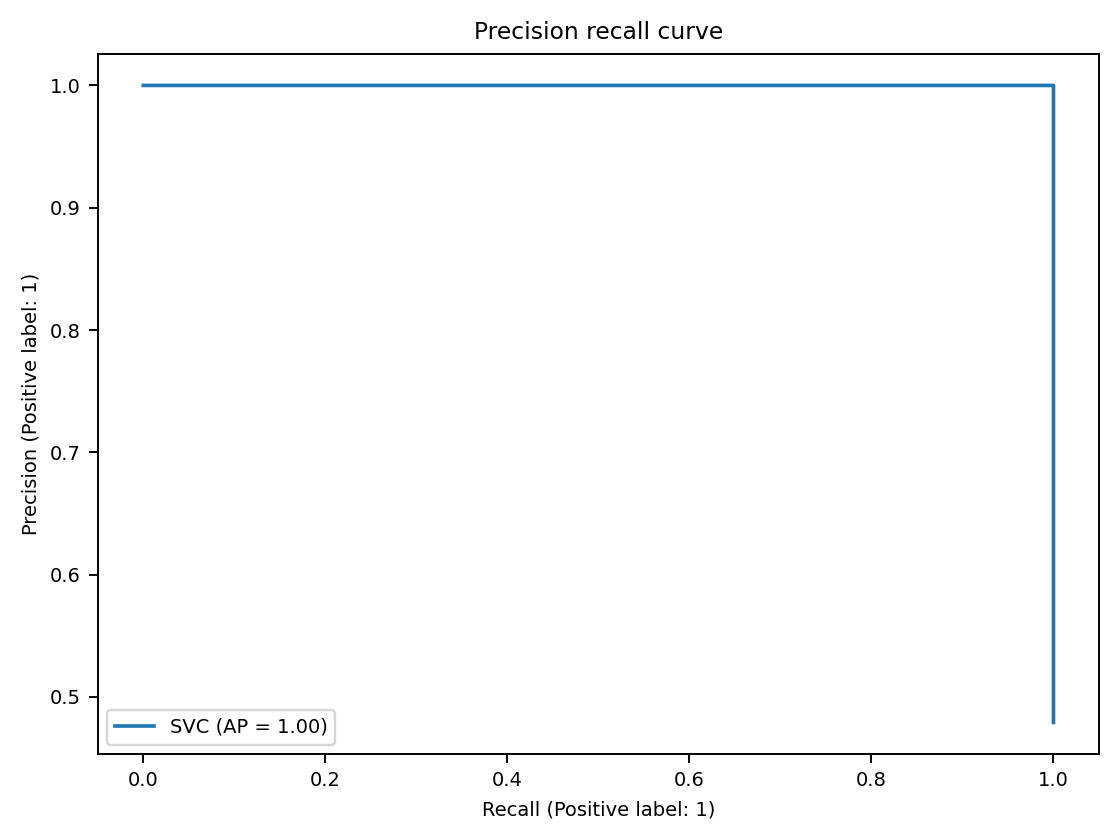 Precision recall curve
1.0
0.9
0.8
0.7
0.6
0.5
Precision (Positive label: 1)
SVC (AP = 1.00)
0.0 0.2 0.4 0.6 0.8 1.0
Recall (Positive label: 1)